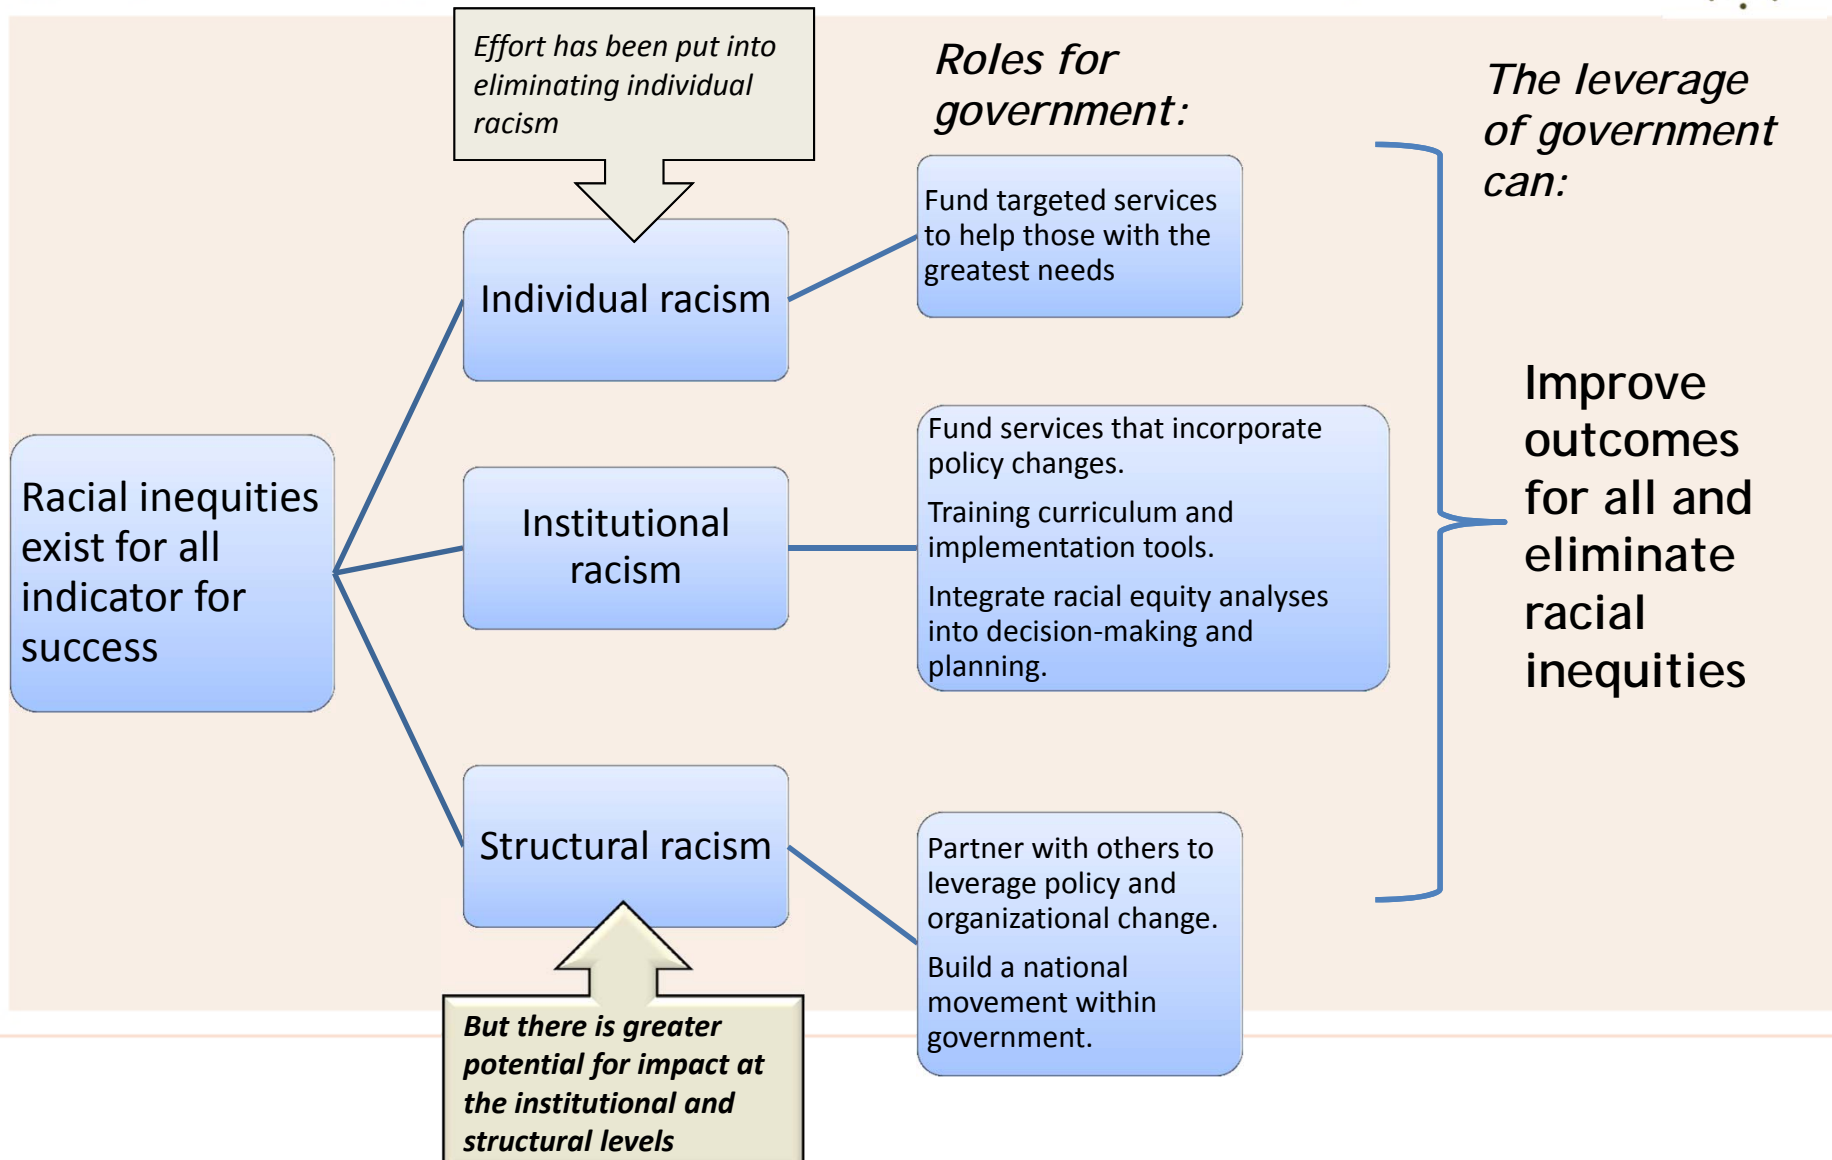 Effort has been put into
eliminating individual
racism
Roles for
government:
The leverage
of government
can:
Racial inequities
exist for all
indicator for
success
Individual racism
Fund targeted services
to help those with the
greatest needs
Institutional
racism
Fund services that incorporate
policy changes.
Training curriculum and
implementation tools.
Integrate racial equity analyses
into decision-making and
planning.
Structural racism
Partner with others to
leverage policy and
organizational change.
Build a national
movement within
government.
But there is greater
potential for impact at
the institutional and
structural levels
Improve
outcomes
for all and
eliminate
racial
inequities